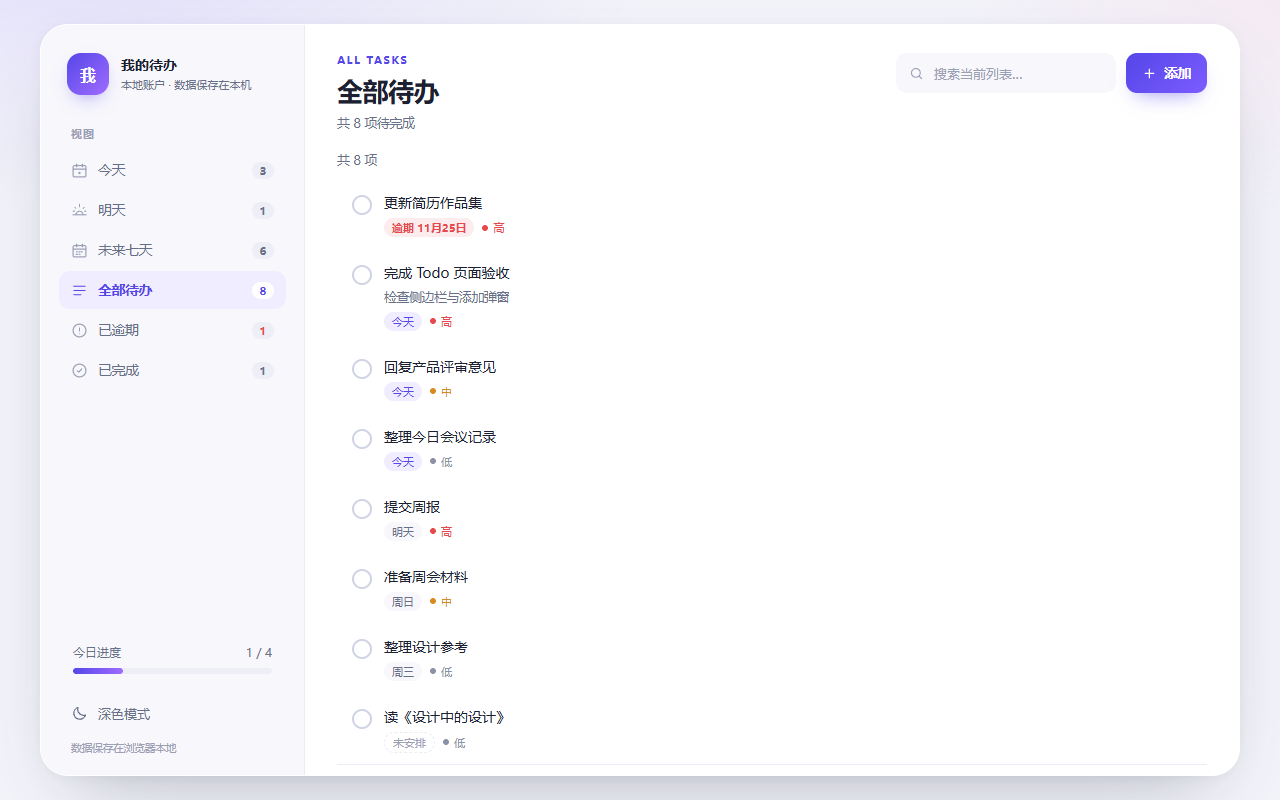 我
我的待办
本地账户 · 数据保存在本机
视图
今天 3
明天 1
未来七天 6
全部待办 8
已逾期 1
已完成 1
今日进度 1 / 4
深色模式
数据保存在浏览器本地
ALL TASKS
全部待办
共 8 项待完成
搜索当前列表...
+ 添加
共 8 项
更新简历作品集
逾期 11月25日 高
完成 Todo 页面验收
检查侧边栏与添加弹窗
今天 高
回复产品评审意见
今天 中
整理今日会议记录
今天 低
提交周报
明天 高
准备周会材料
周日 中
整理设计参考
周三 低
读《设计中的设计》
未安排 低